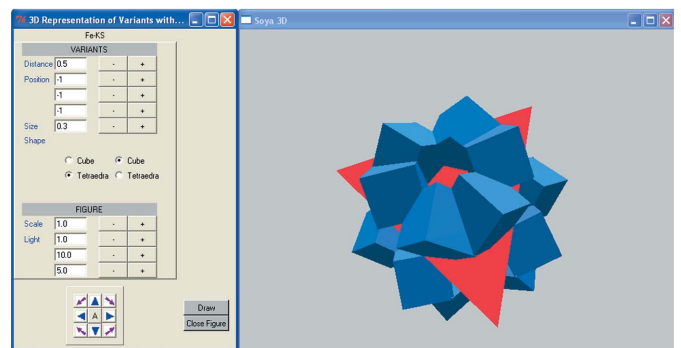 3D Representation of Variants with...
Soya 3D
Fe-KS
VARIANTS
Distance 0.5 - +
Position -1 - +
-1 - +
-1 - +
Size 0.3 - +
Shape
Cube Cube
Tetraedra Tetraedra
FIGURE
Scale 1.0 - +
Light 1.0 - +
10.0 - +
5.0 - +
A
Draw
Close Figure